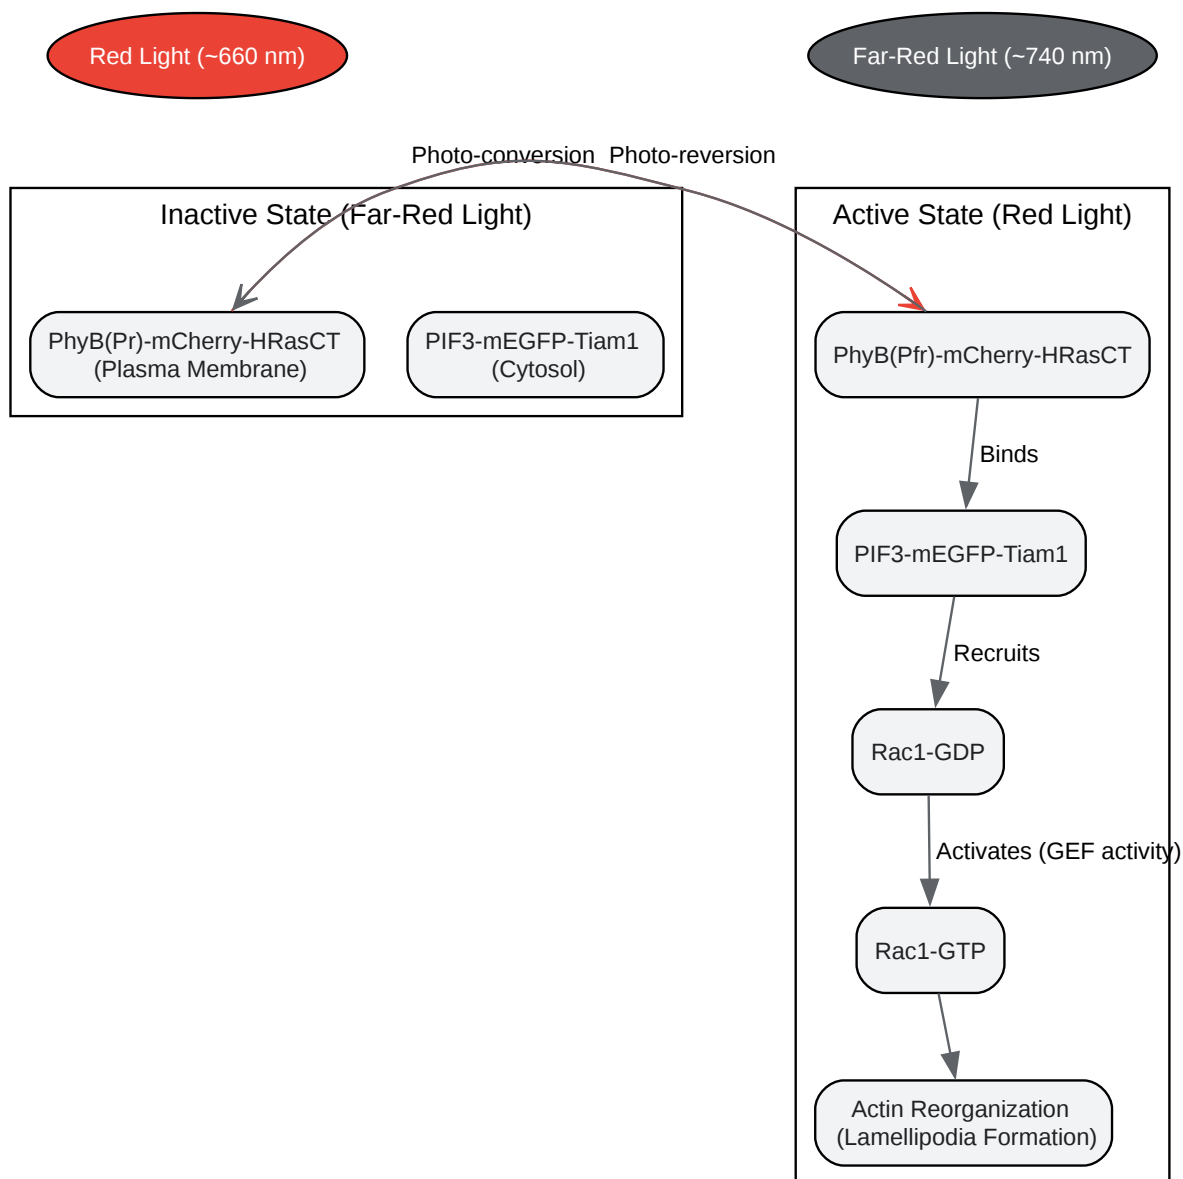 Red Light (~660 nm)
Far-Red Light (~740 nm)
Photo-conversion
Photo-reversion
Inactive State (Far-Red Light)
Active State (Red Light)
PhyB(Pr)-mCherry-HRasCT
(Plasma Membrane)
PIF3-mEGFP-Tiam1
(Cytosol)
PhyB(Pfr)-mCherry-HRasCT
Binds
PIF3-mEGFP-Tiam1
Recruits
Rac1-GDP
Activates (GEF activity)
Rac1-GTP
Actin Reorganization
(Lamellipodia Formation)